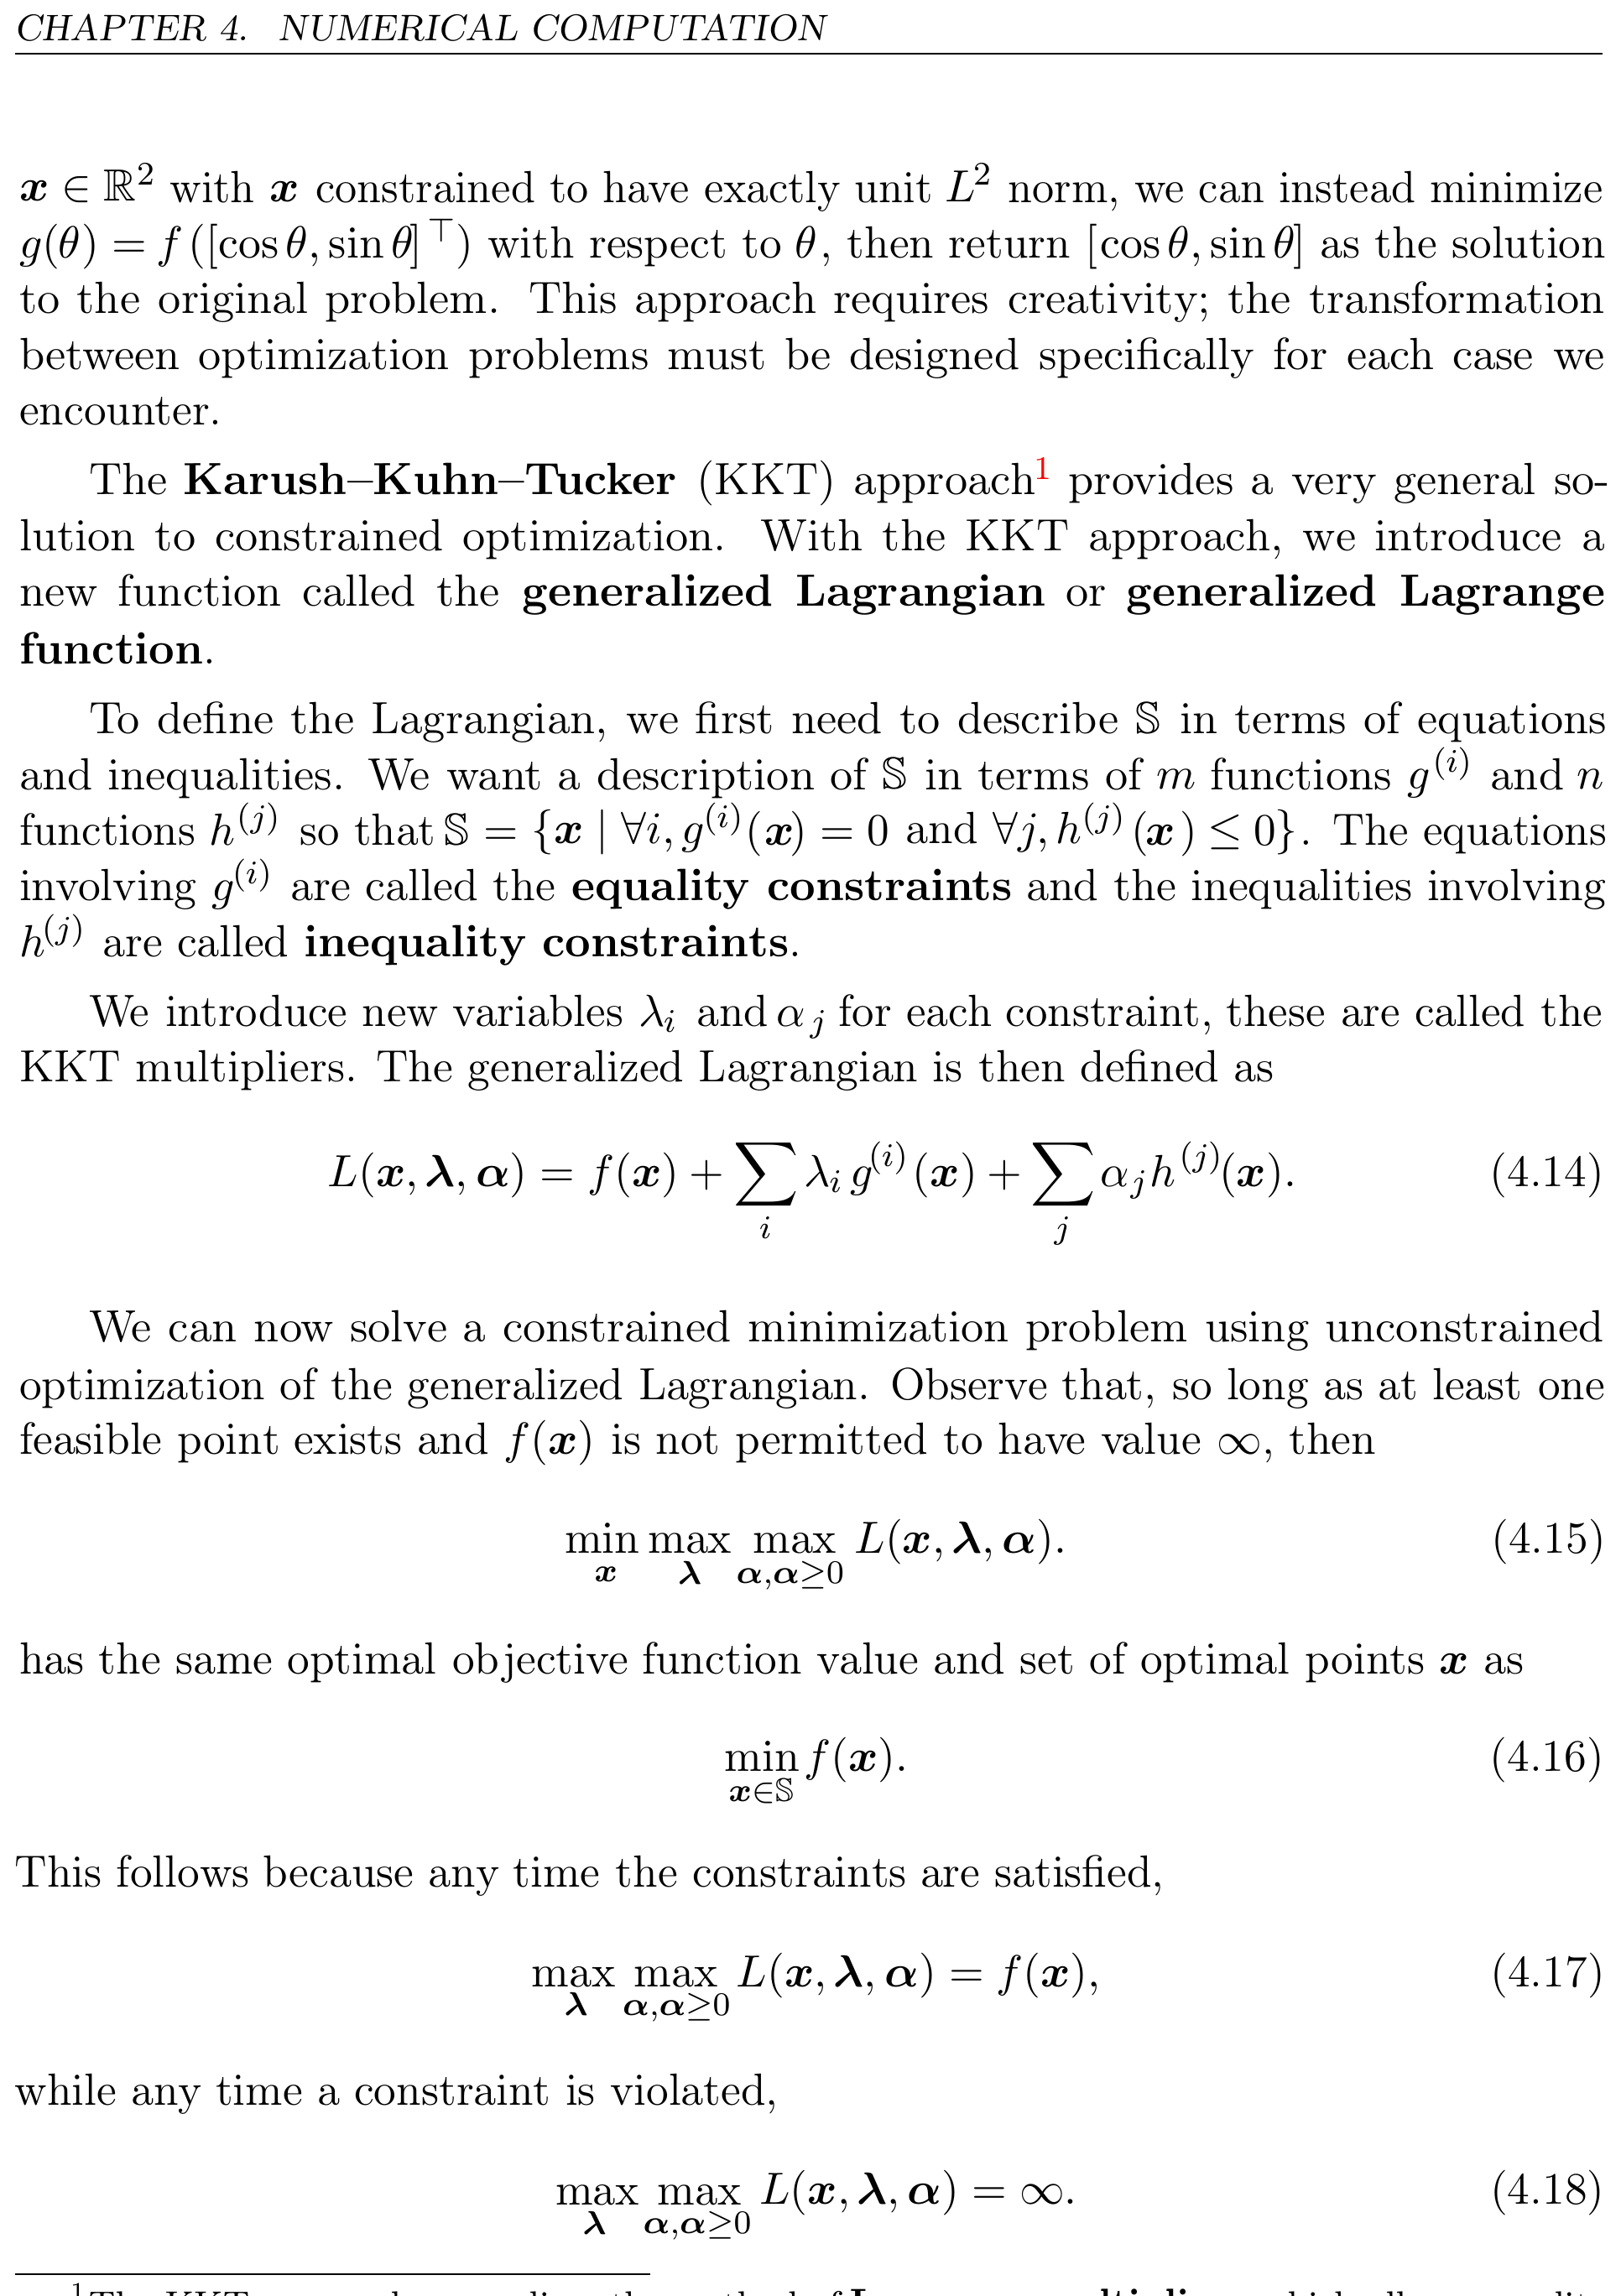 CHAPTER 4. NUMERICAL COMPUTATION
x ∈ ℝ² with x constrained to have exactly unit L² norm, we can instead minimize
g(θ) = f([cos θ, sin θ]⊤) with respect to θ, then return [cos θ, sin θ] as the solution
to the original problem. This approach requires creativity; the transformation
between optimization problems must be designed specifically for each case we
encounter.
The Karush–Kuhn–Tucker (KKT) approach¹ provides a very general so-
lution to constrained optimization. With the KKT approach, we introduce a
new function called the generalized Lagrangian or generalized Lagrange
function.
To define the Lagrangian, we first need to describe 𝕊 in terms of equations
and inequalities. We want a description of 𝕊 in terms of m functions g⁽ⁱ⁾ and n
functions h⁽ʲ⁾ so that 𝕊 = {x | ∀i, g⁽ⁱ⁾(x) = 0 and ∀j, h⁽ʲ⁾(x) ≤ 0}. The equations
involving g⁽ⁱ⁾ are called the equality constraints and the inequalities involving
h⁽ʲ⁾ are called inequality constraints.
We introduce new variables λᵢ and αⱼ for each constraint, these are called the
KKT multipliers. The generalized Lagrangian is then defined as
L(x, λ, α) = f(x) + ∑ᵢ λᵢ g⁽ⁱ⁾(x) + ∑ⱼ αⱼ h⁽ʲ⁾(x). (4.14)
We can now solve a constrained minimization problem using unconstrained
optimization of the generalized Lagrangian. Observe that, so long as at least one
feasible point exists and f(x) is not permitted to have value ∞, then
min_x max_λ max_{α,α≥0} L(x, λ, α). (4.15)
has the same optimal objective function value and set of optimal points x as
min_{x∈𝕊} f(x). (4.16)
This follows because any time the constraints are satisfied,
max_λ max_{α,α≥0} L(x, λ, α) = f(x), (4.17)
while any time a constraint is violated,
max_λ max_{α,α≥0} L(x, λ, α) = ∞. (4.18)